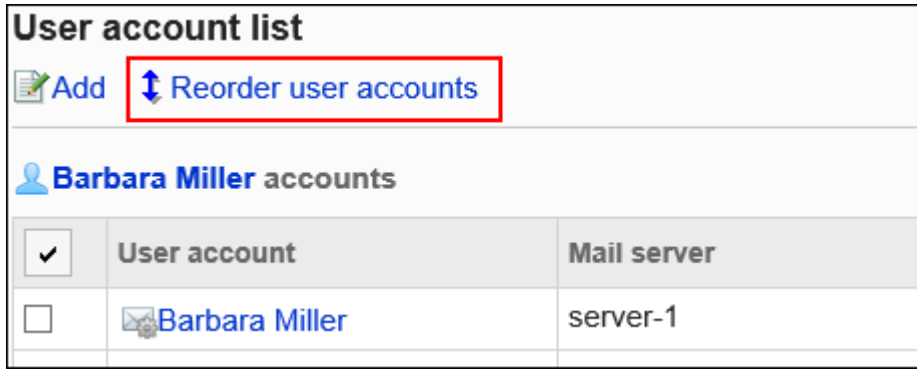 User account list
Add Reorder user accounts
Barbara Miller accounts
User account Mail server
Barbara Miller server-1